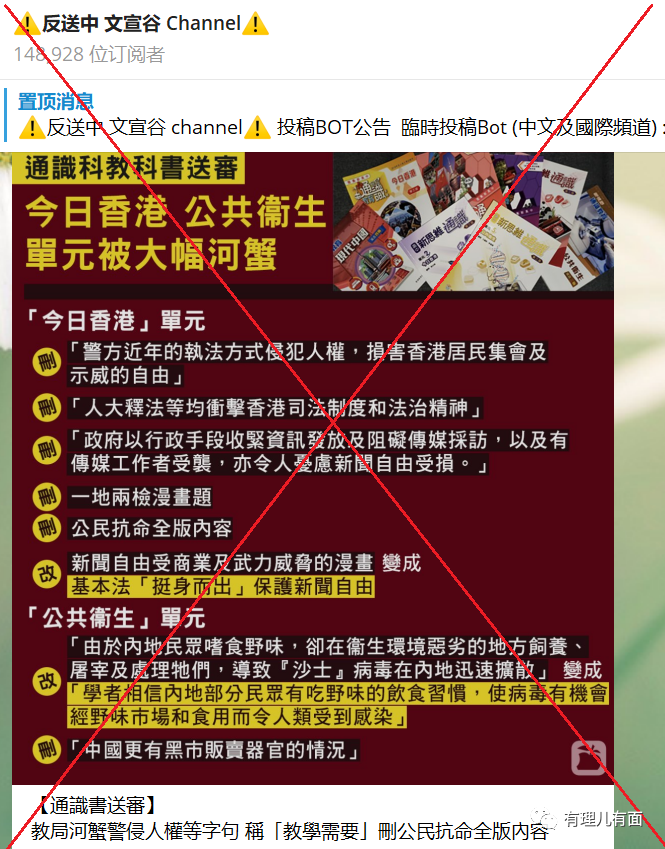 ⚠️反送中 文宣谷 Channel⚠️
148,928 位订阅者
置顶消息
⚠️反送中 文宣谷 channel⚠️ 投稿BOT公告 臨時投稿Bot (中文及國際頻道) :
通識科教科書送審
今日香港 公共衞生
單元被大幅河蟹
「今日香港」單元
刪 「警方近年的執法方式侵犯人權，損害香港居民集會及
示威的自由」
刪 「人大釋法等均衝擊香港司法制度和法治精神」
刪 「政府以行政手段收緊資訊發放及阻礙傳媒採訪，以及有
傳媒工作者受襲，亦令人憂慮新聞自由受損。」
刪 一地兩檢漫畫題
刪 公民抗命全版內容
改 新聞自由受商業及武力威脅的漫畫 變成
基本法「挺身而出」保護新聞自由
「公共衞生」單元
改 「由於內地民眾嗜食野味，卻在衞生環境惡劣的地方飼養、
屠宰及處理牠們，導致『沙士』病毒在內地迅速擴散」 變成
「學者相信內地部分民眾有吃野味的飲食習慣，使病毒有機會
經野味市場和食用而令人類受到感染」
刪 「中國更有黑市販賣器官的情況」
【通識書送審】
教局河蟹警侵人權等字句 稱「教學需要」刪公民抗命全版內容
有理儿有面